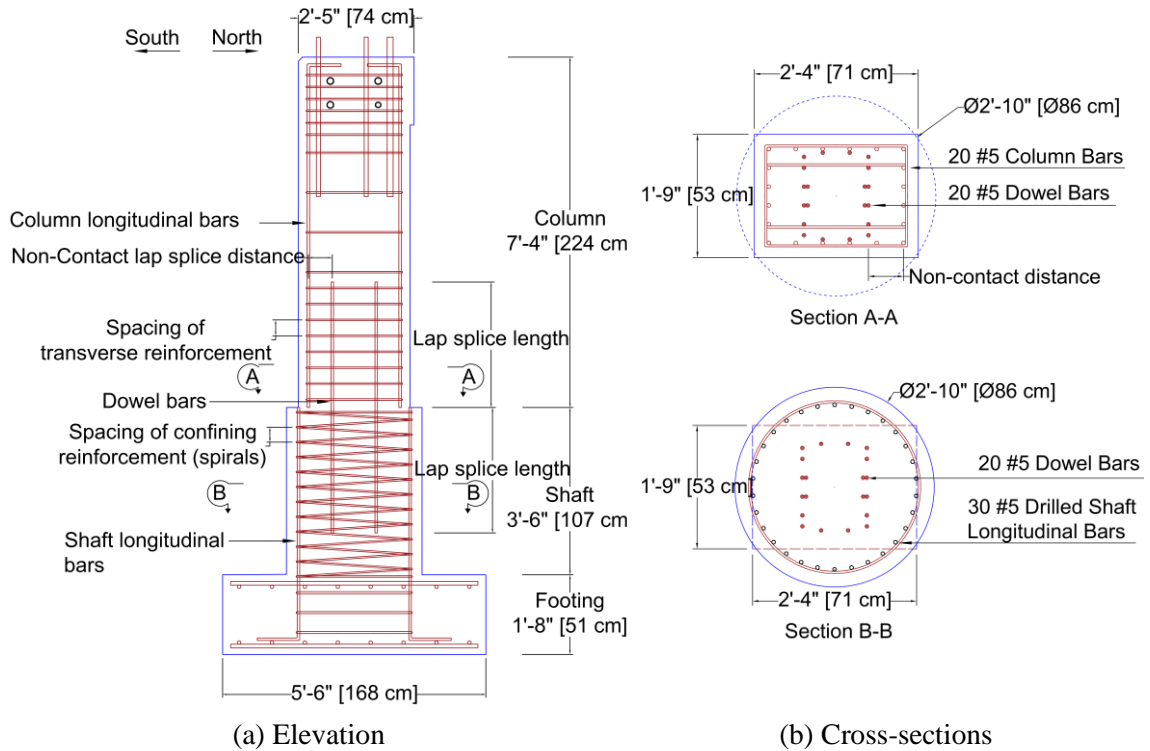 2'-5" [74 cm]
South North
Column longitudinal bars
Non-Contact lap splice distance
Spacing of
transverse reinforcement
A
A
Dowel bars
Spacing of confining
reinforcement (spirals)
B
B
Shaft longitudinal
bars
Column
7'-4" [224 cm
Lap splice length
Lap splice length
Shaft
3'-6" [107 cm
Footing
1'-8" [51 cm]
5'-6" [168 cm]
(a) Elevation
2'-4" [71 cm]
Ø2'-10" [Ø86 cm]
20 #5 Column Bars
1'-9" [53 cm]
20 #5 Dowel Bars
Non-contact distance
Section A-A
Ø2'-10" [Ø86 cm]
1'-9" [53 cm]
20 #5 Dowel Bars
30 #5 Drilled Shaft
Longitudinal Bars
2'-4" [71 cm]
Section B-B
(b) Cross-sections